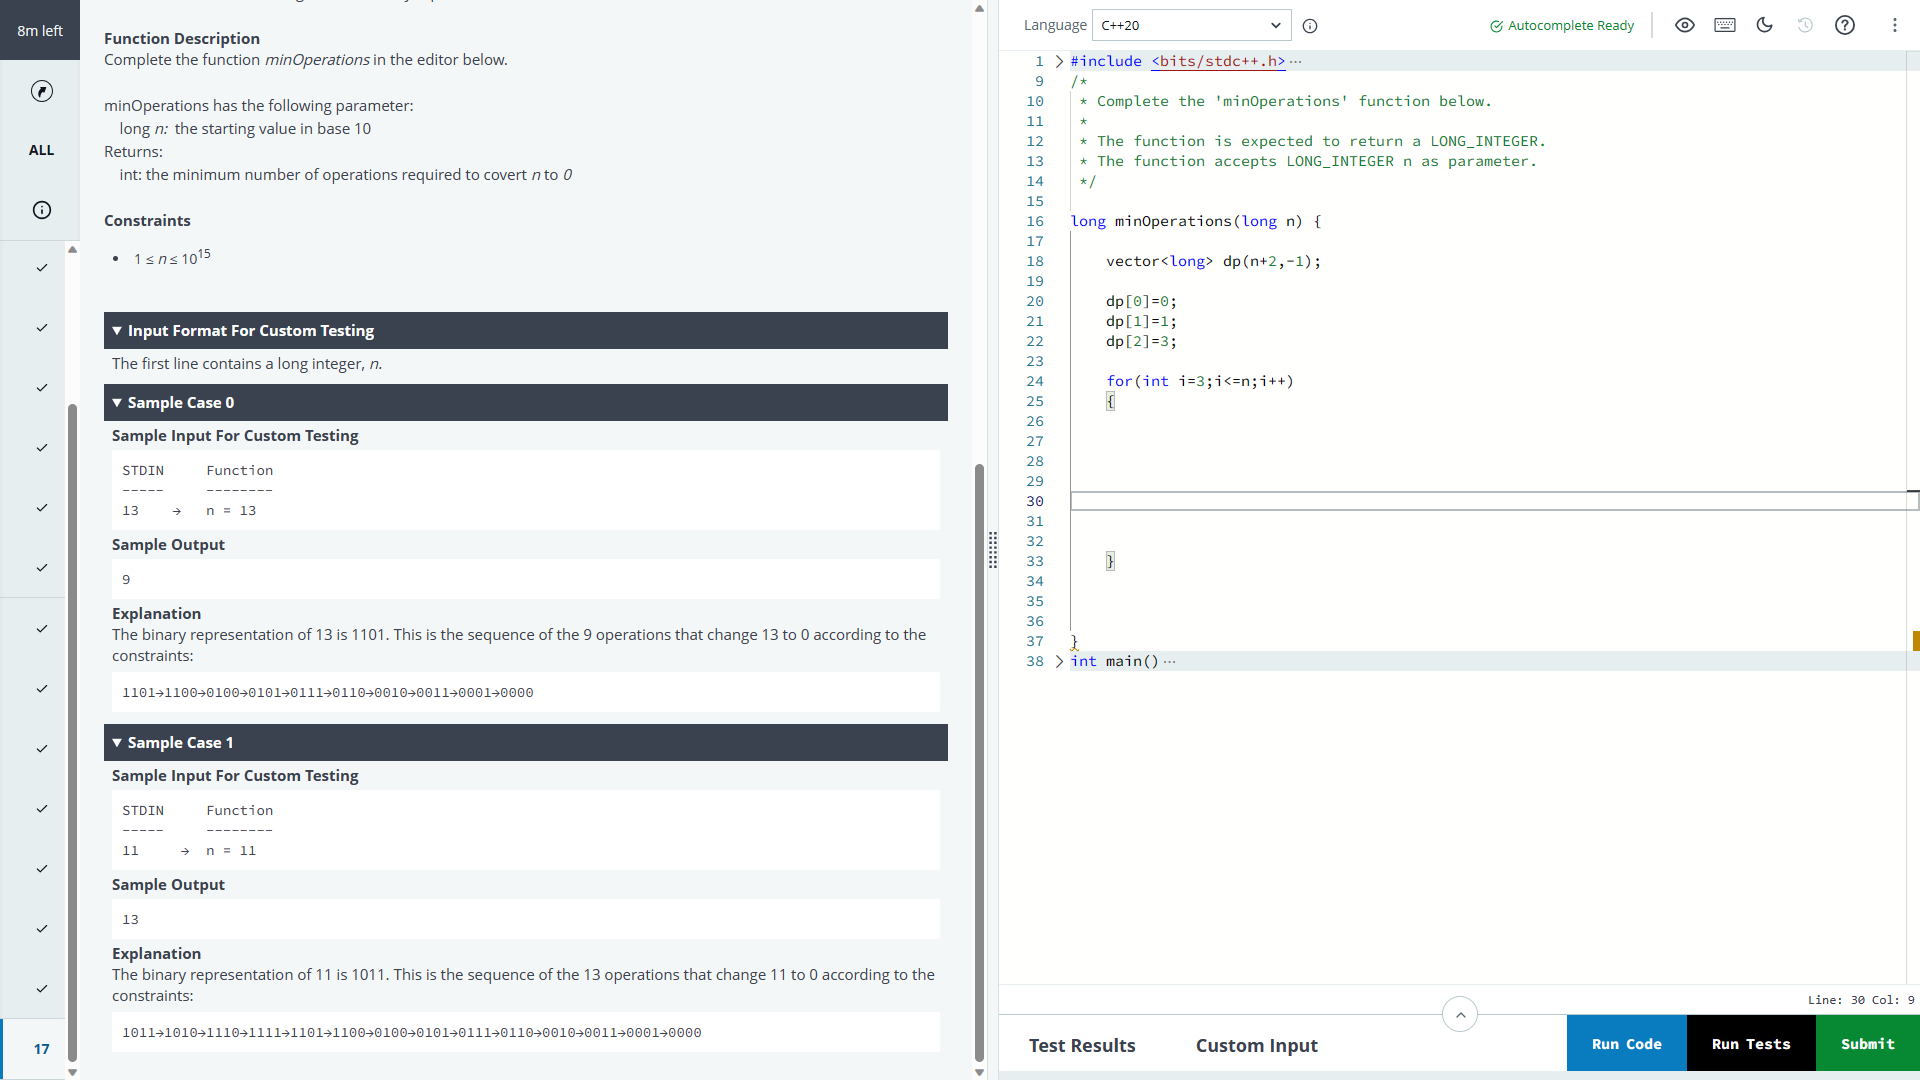 8m left
ALL
17
Function Description
Complete the function minOperations in the editor below.
minOperations has the following parameter:
long n: the starting value in base 10
Returns:
int: the minimum number of operations required to covert n to 0
Constraints
• 1 ≤ n ≤ 10^15
▼ Input Format For Custom Testing
The first line contains a long integer, n.
▼ Sample Case 0
Sample Input For Custom Testing
STDIN Function
----- --------
13 → n = 13
Sample Output
9
Explanation
The binary representation of 13 is 1101. This is the sequence of the 9 operations that change 13 to 0 according to the
constraints:
1101→1100→0100→0101→0111→0110→0010→0011→0001→0000
▼ Sample Case 1
Sample Input For Custom Testing
STDIN Function
----- --------
11 → n = 11
Sample Output
13
Explanation
The binary representation of 11 is 1011. This is the sequence of the 13 operations that change 11 to 0 according to the
constraints:
1011→1010→1110→1111→1101→1100→0100→0101→0111→0110→0010→0011→0001→0000
Language C++20 Autocomplete Ready
1 #include <bits/stdc++.h> ...
9 /*
10 * Complete the 'minOperations' function below.
11 *
12 * The function is expected to return a LONG_INTEGER.
13 * The function accepts LONG_INTEGER n as parameter.
14 */
15
16 long minOperations(long n) {
17
18 vector<long> dp(n+2,-1);
19
20 dp[0]=0;
21 dp[1]=1;
22 dp[2]=3;
23
24 for(int i=3;i<=n;i++)
25 {
26
27
28
29
30
31
32
33 }
34
35
36
37 }
38 int main() ...
Line: 30 Col: 9
Test Results Custom Input Run Code Run Tests Submit